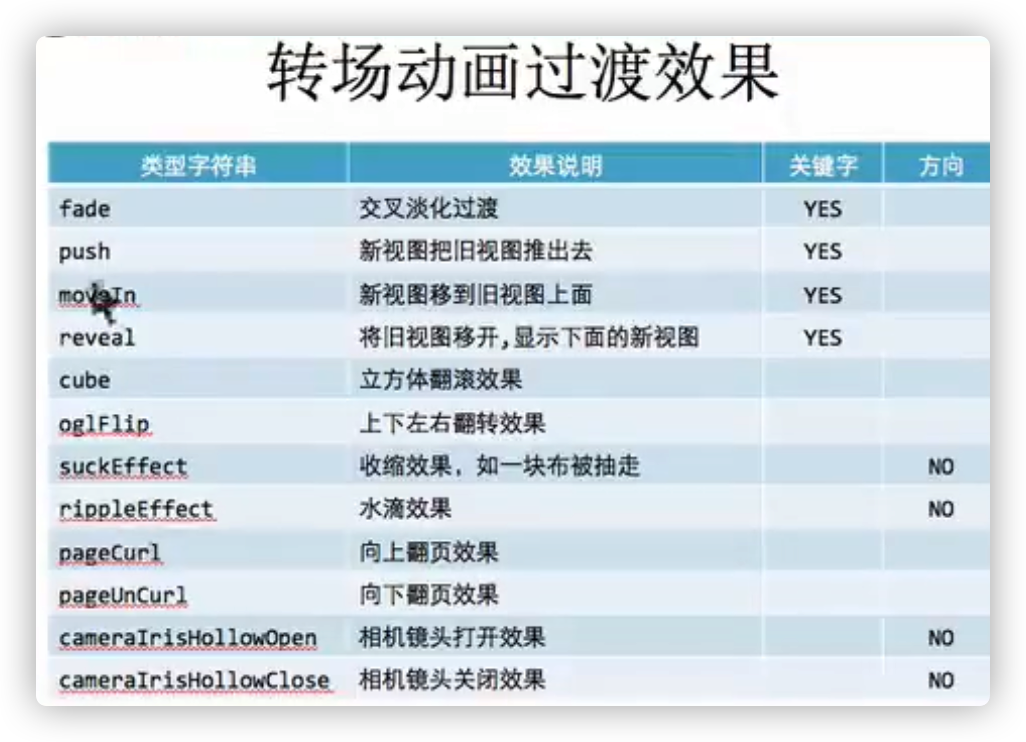 转场动画过渡效果
类型字符串 效果说明 关键字 方向
fade 交叉淡化过渡 YES
push 新视图把旧视图推出去 YES
moveIn 新视图移到旧视图上面 YES
reveal 将旧视图移开,显示下面的新视图 YES
cube 立方体翻滚效果
oglFlip 上下左右翻转效果
suckEffect 收缩效果，如一块布被抽走 NO
rippleEffect 水滴效果 NO
pageCurl 向上翻页效果
pageUnCurl 向下翻页效果
cameraIrisHollowOpen 相机镜头打开效果 NO
cameraIrisHollowClose 相机镜头关闭效果 NO